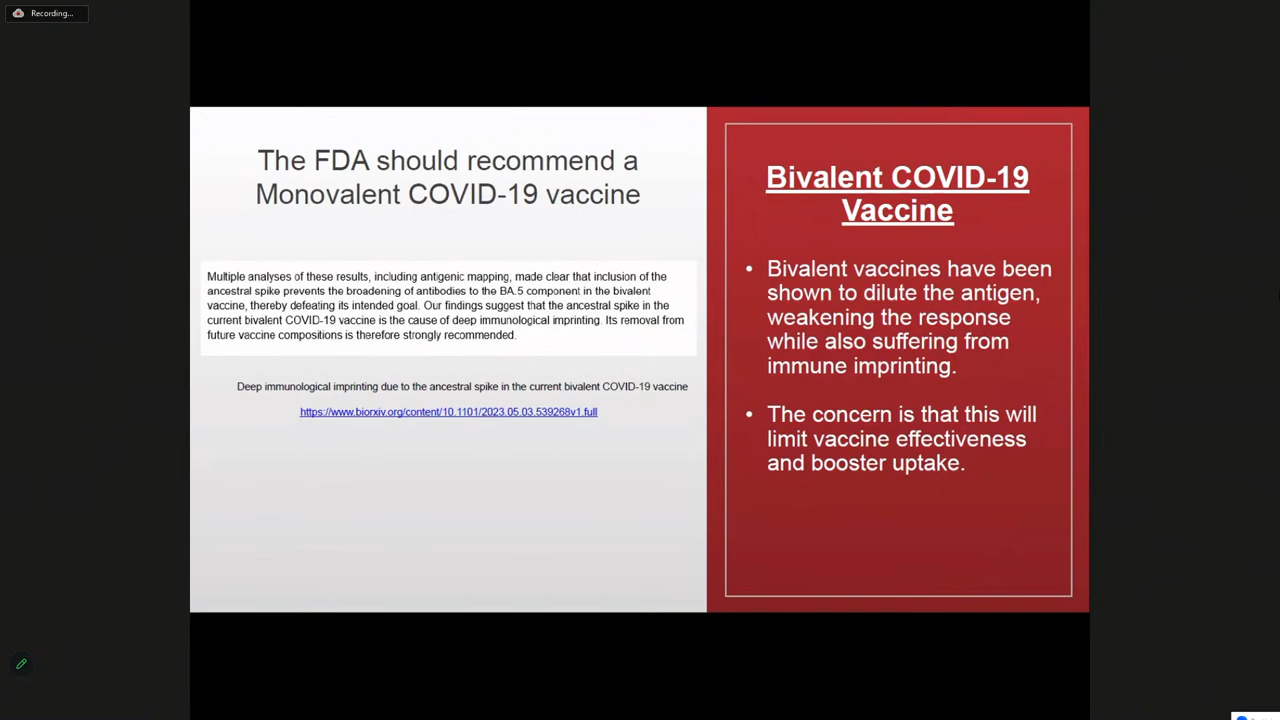 Recording...
The FDA should recommend a
Monovalent COVID-19 vaccine
Multiple analyses of these results, including antigenic mapping, made clear that inclusion of the
ancestral spike prevents the broadening of antibodies to the BA.5 component in the bivalent
vaccine, thereby defeating its intended goal. Our findings suggest that the ancestral spike in the
current bivalent COVID-19 vaccine is the cause of deep immunological imprinting. Its removal from
future vaccine compositions is therefore strongly recommended.
Deep immunological imprinting due to the ancestral spike in the current bivalent COVID-19 vaccine
https://www.biorxiv.org/content/10.1101/2023.05.03.539268v1.full
Bivalent COVID-19
Vaccine
• Bivalent vaccines have been
shown to dilute the antigen,
weakening the response
while also suffering from
immune imprinting.
• The concern is that this will
limit vaccine effectiveness
and booster uptake.